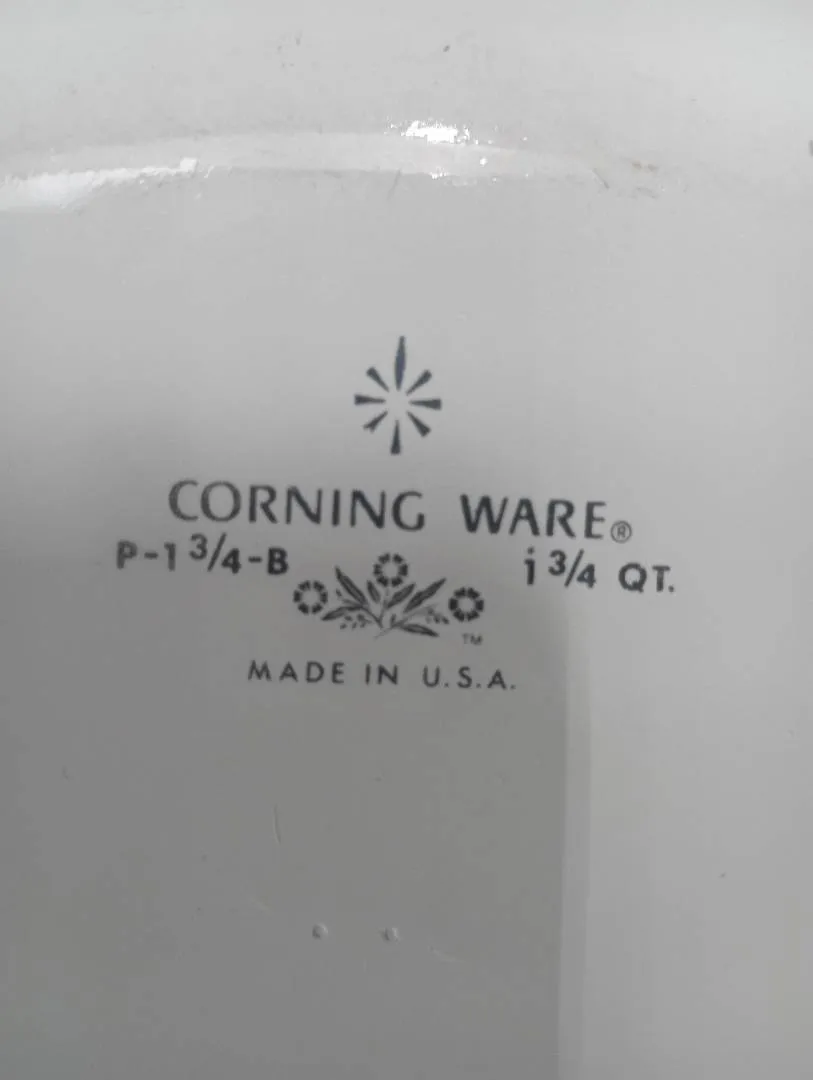 CORNING WARE®
P-1 3/4-B 1 3/4 QT.
TM
MADE IN U.S.A.